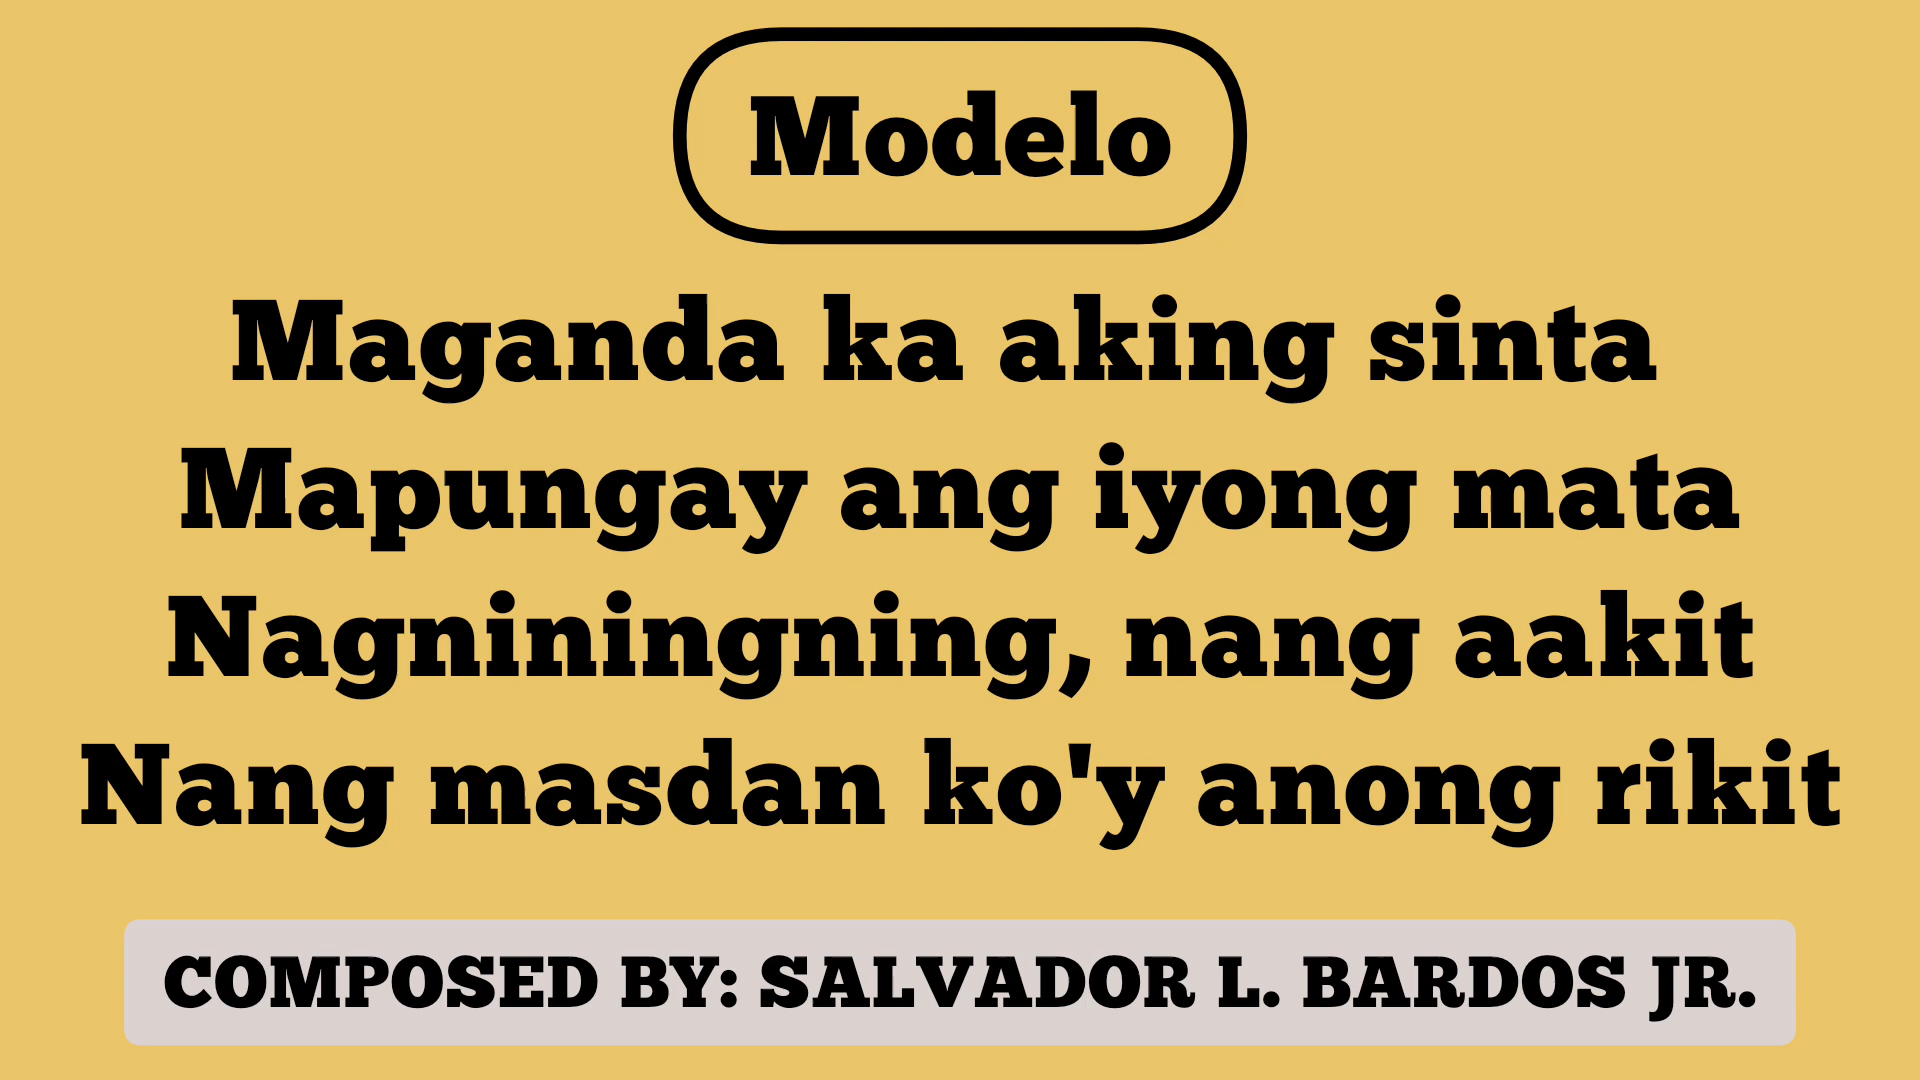 Modelo
Maganda ka aking sinta
Mapungay ang iyong mata
Nagniningning, nang aakit
Nang masdan ko'y anong rikit
COMPOSED BY: SALVADOR L. BARDOS JR.